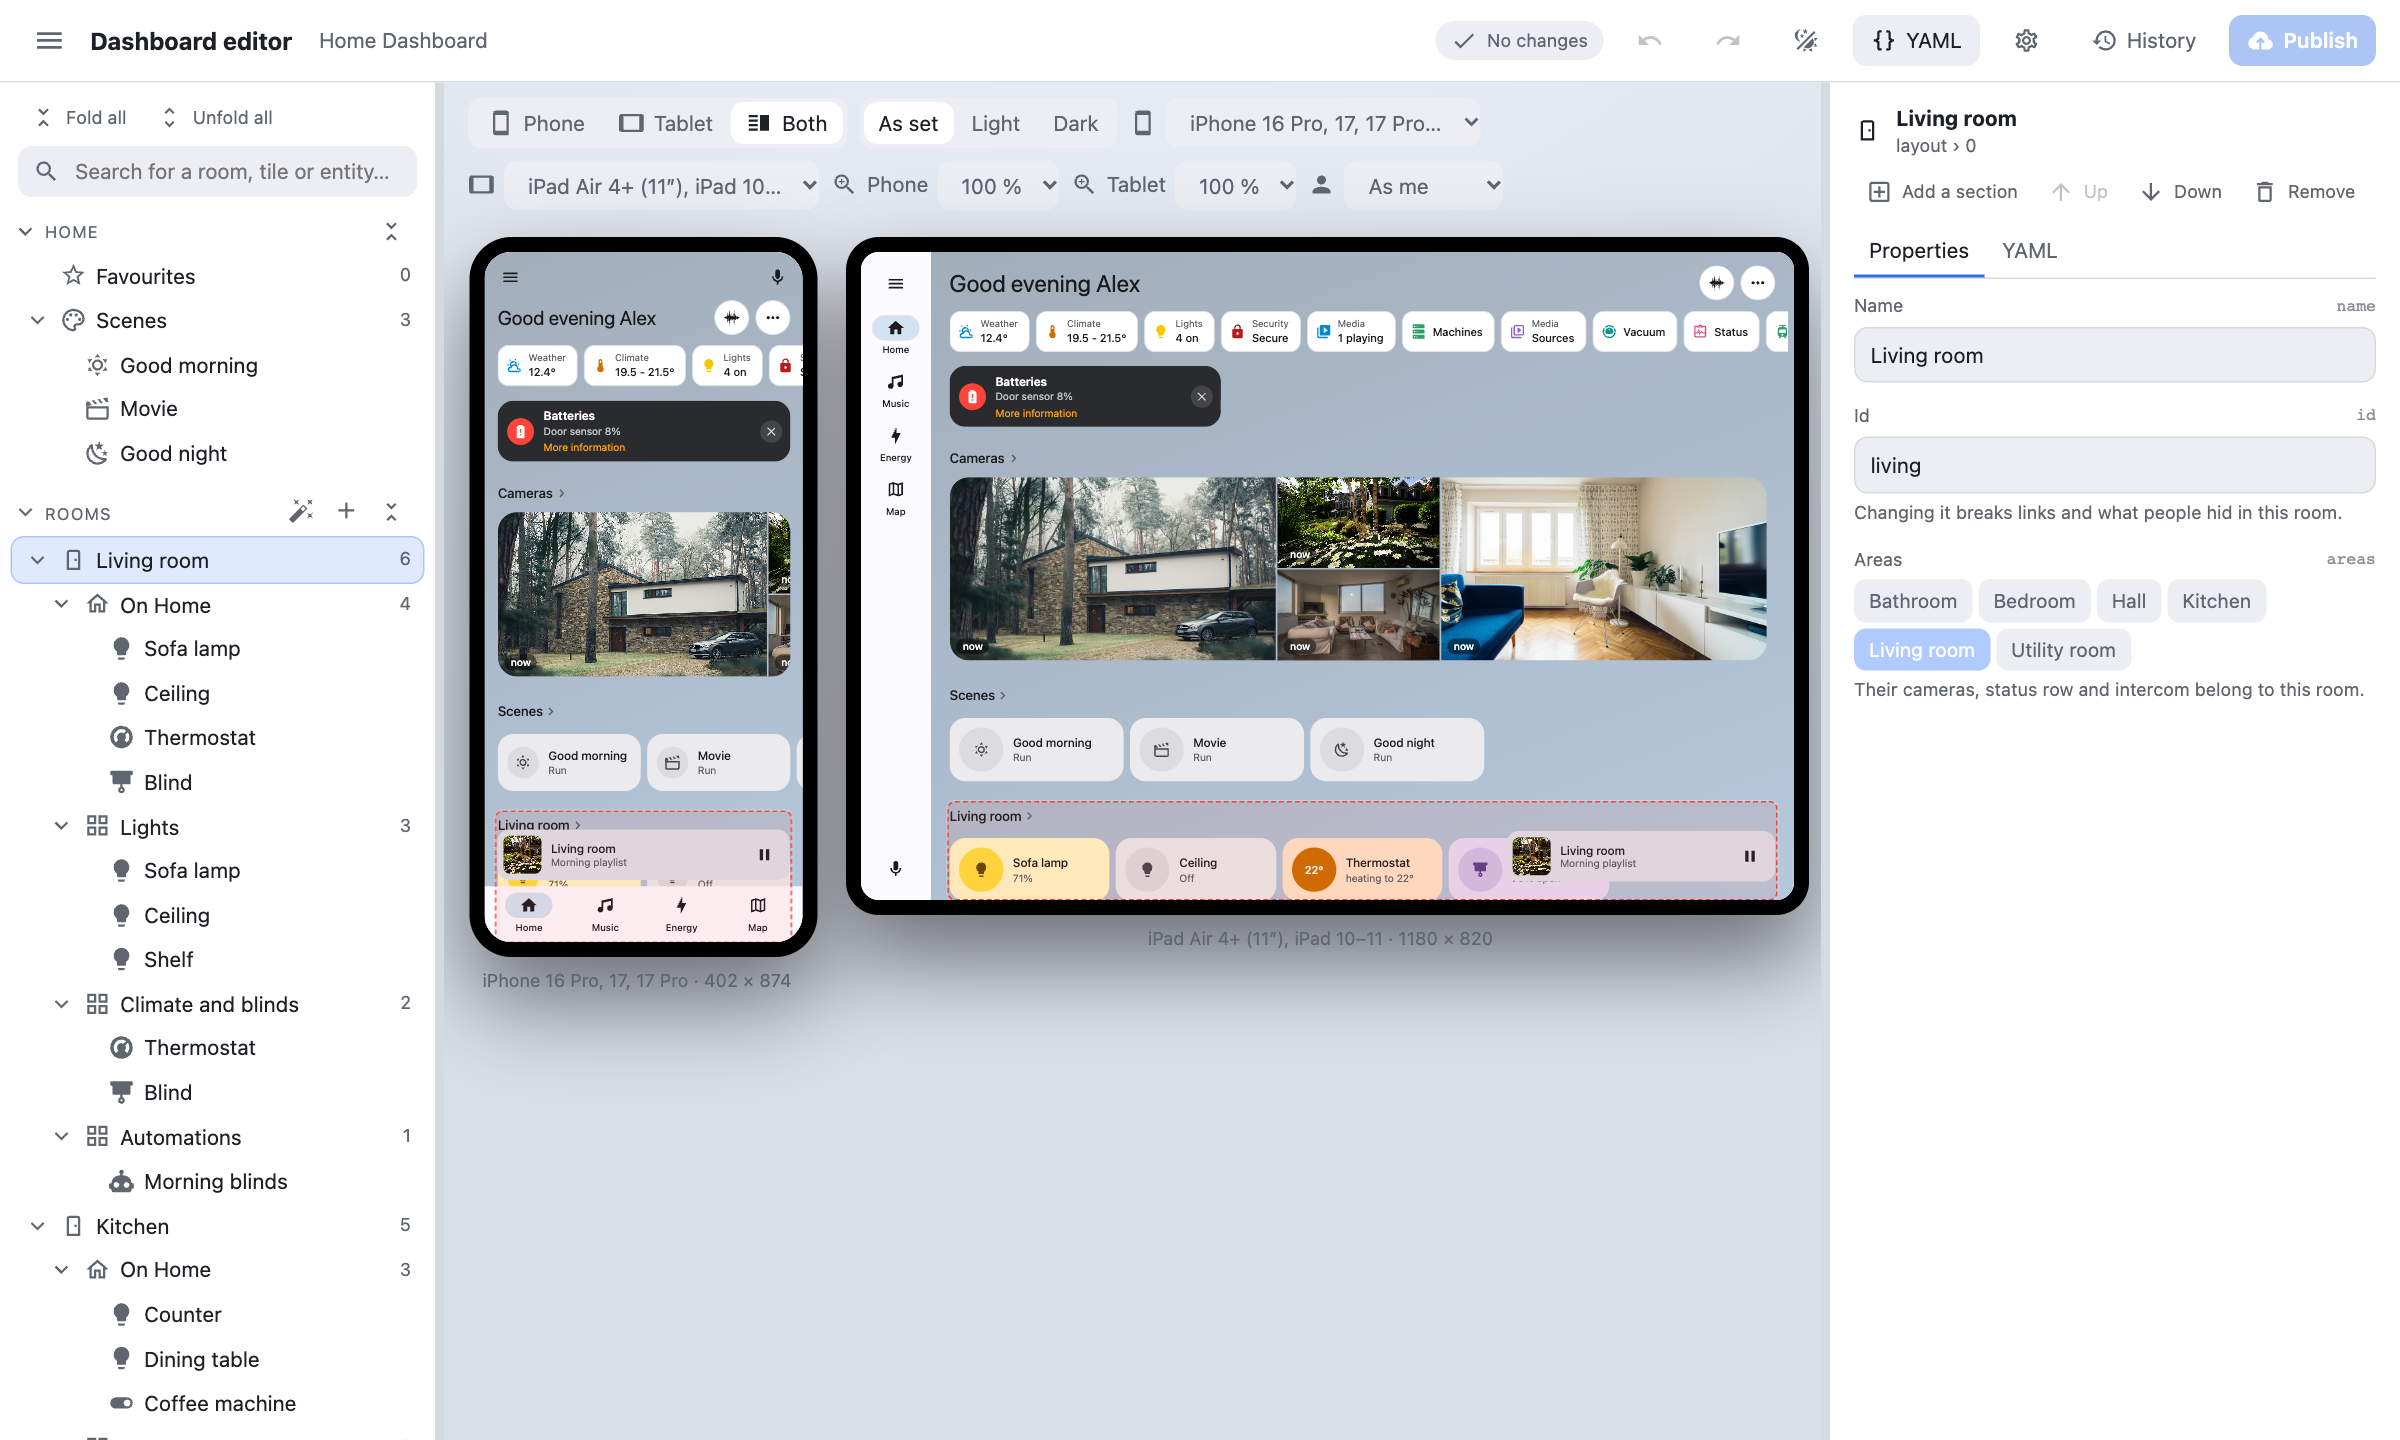 Dashboard editor
Home Dashboard
No changes
YAML
History
Publish
Fold all
Unfold all
Search for a room, tile or entity...
HOME
Favourites 0
Scenes 3
Good morning
Movie
Good night
ROOMS
Living room 6
On Home 4
Sofa lamp
Ceiling
Thermostat
Blind
Lights 3
Sofa lamp
Ceiling
Shelf
Climate and blinds 2
Thermostat
Blind
Automations 1
Morning blinds
Kitchen 5
On Home 3
Counter
Dining table
Coffee machine
Phone
Tablet
Both
As set
Light
Dark
iPhone 16 Pro, 17, 17 Pro...
iPad Air 4+ (11″), iPad 10...
Phone
100 %
Tablet
100 %
As me
Good evening Alex
Weather
12.4°
Climate
19.5 - 21.5°
Lights
4 on
Batteries
Door sensor 8%
More information
Cameras
now
Scenes
Good morning
Run
Movie
Run
Living room
Living room
Morning playlist
71%
Off
Home
Music
Energy
Map
iPhone 16 Pro, 17, 17 Pro · 402 × 874
Home
Music
Energy
Map
Good evening Alex
Weather
12.4°
Climate
19.5 - 21.5°
Lights
4 on
Security
Secure
Media
1 playing
Machines
Media
Sources
Vacuum
Status
Batteries
Door sensor 8%
More information
Cameras
now
now
now
now
Scenes
Good morning
Run
Movie
Run
Good night
Run
Living room
Sofa lamp
71%
Ceiling
Off
22°
Thermostat
heating to 22°
Living room
Morning playlist
iPad Air 4+ (11″), iPad 10–11 · 1180 × 820
Living room
layout › 0
Add a section
Up
Down
Remove
Properties
YAML
Name name
Living room
Id id
living
Changing it breaks links and what people hid in this room.
Areas areas
Bathroom
Bedroom
Hall
Kitchen
Living room
Utility room
Their cameras, status row and intercom belong to this room.